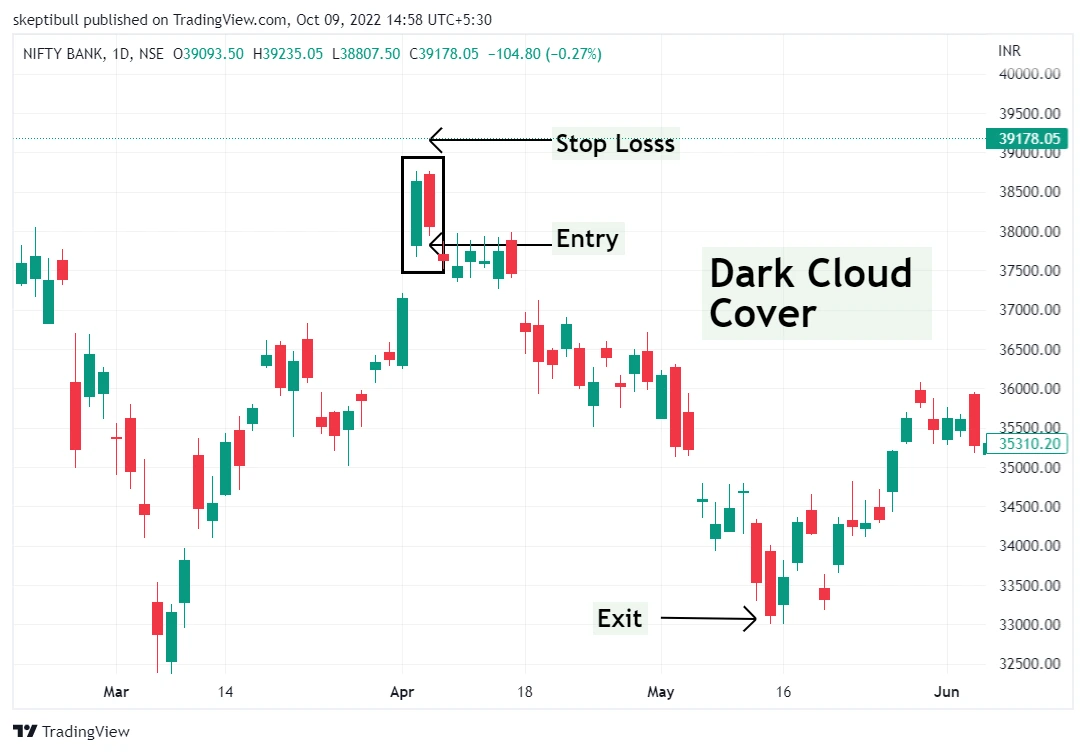 skeptibull published on TradingView.com, Oct 09, 2022 14:58 UTC+5:30
NIFTY BANK, 1D, NSE O39093.50 H39235.05 L38807.50 C39178.05 −104.80 (−0.27%)
INR
40000.00
39500.00
39178.05
39000.00
Stop Losss
38500.00
38000.00
Entry
37500.00
Dark Cloud
Cover
37000.00
36500.00
36000.00
35500.00
35310.20
35000.00
34500.00
34000.00
33500.00
33000.00
Exit
32500.00
Mar 14 Apr 18 May 16 Jun
TradingView